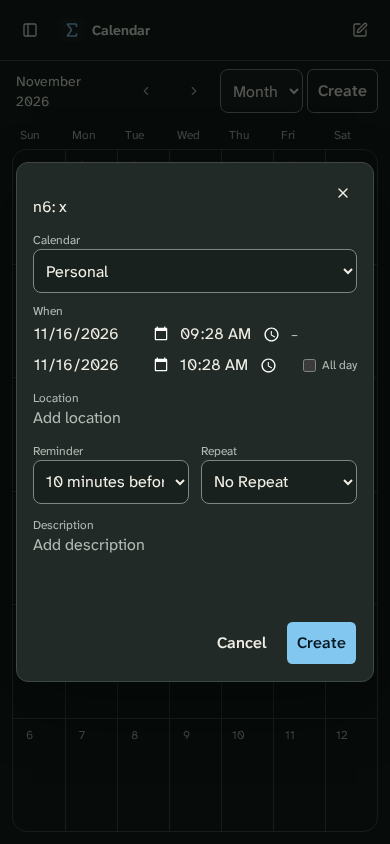 Calendar
November
2026
Month
Create
Sun Mon Tue Wed Thu Fri Sat
n6: x
Calendar
Personal
When
11/16/2026 09:28 AM –
11/16/2026 10:28 AM All day
Location
Add location
Reminder Repeat
10 minutes befor No Repeat
Description
Add description
Cancel Create
6 7 8 9 10 11 12